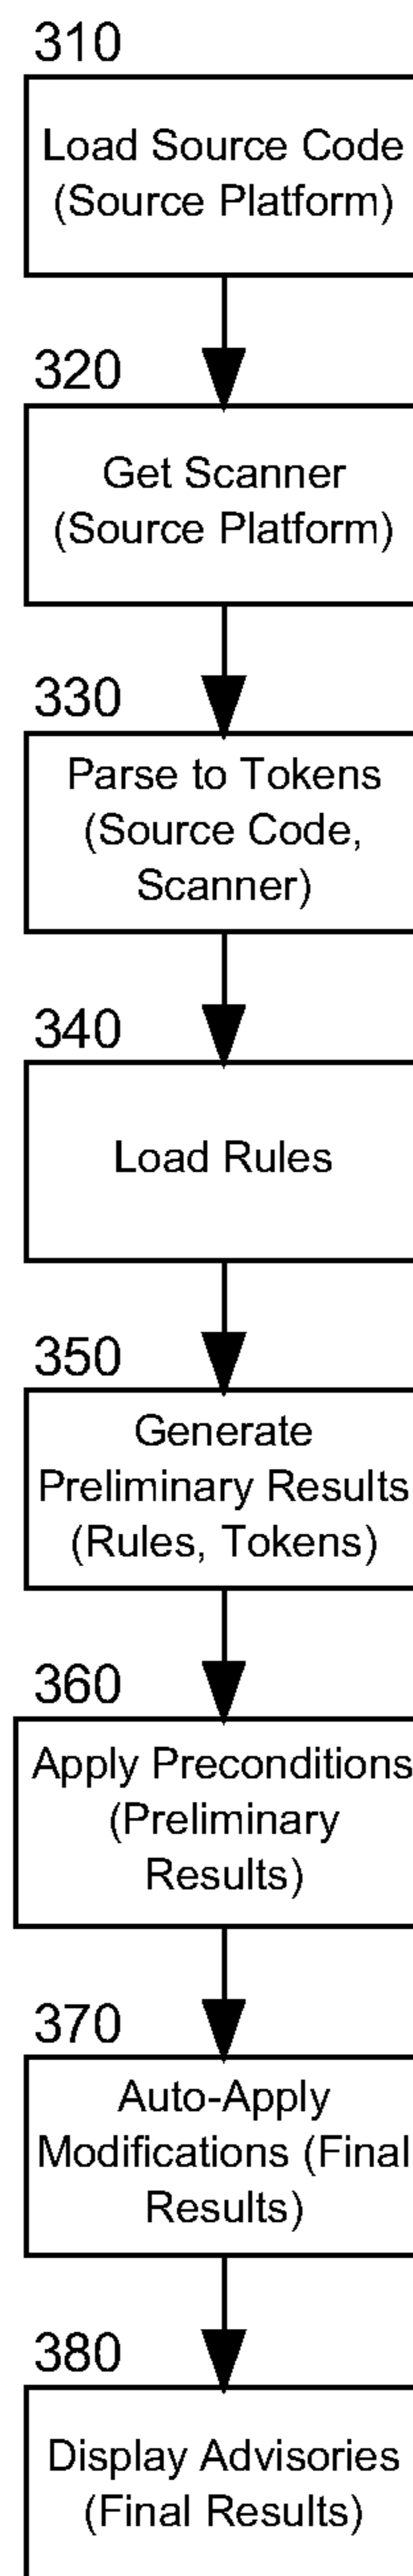 310
Load Source Code
(Source Platform)
320
Get Scanner
(Source Platform)
330
Parse to Tokens
(Source Code,
Scanner)
340
Load Rules
350
Generate
Preliminary Results
(Rules, Tokens)
360
Apply Preconditions
(Preliminary
Results)
370
Auto-Apply
Modifications (Final
Results)
380
Display Advisories
(Final Results)